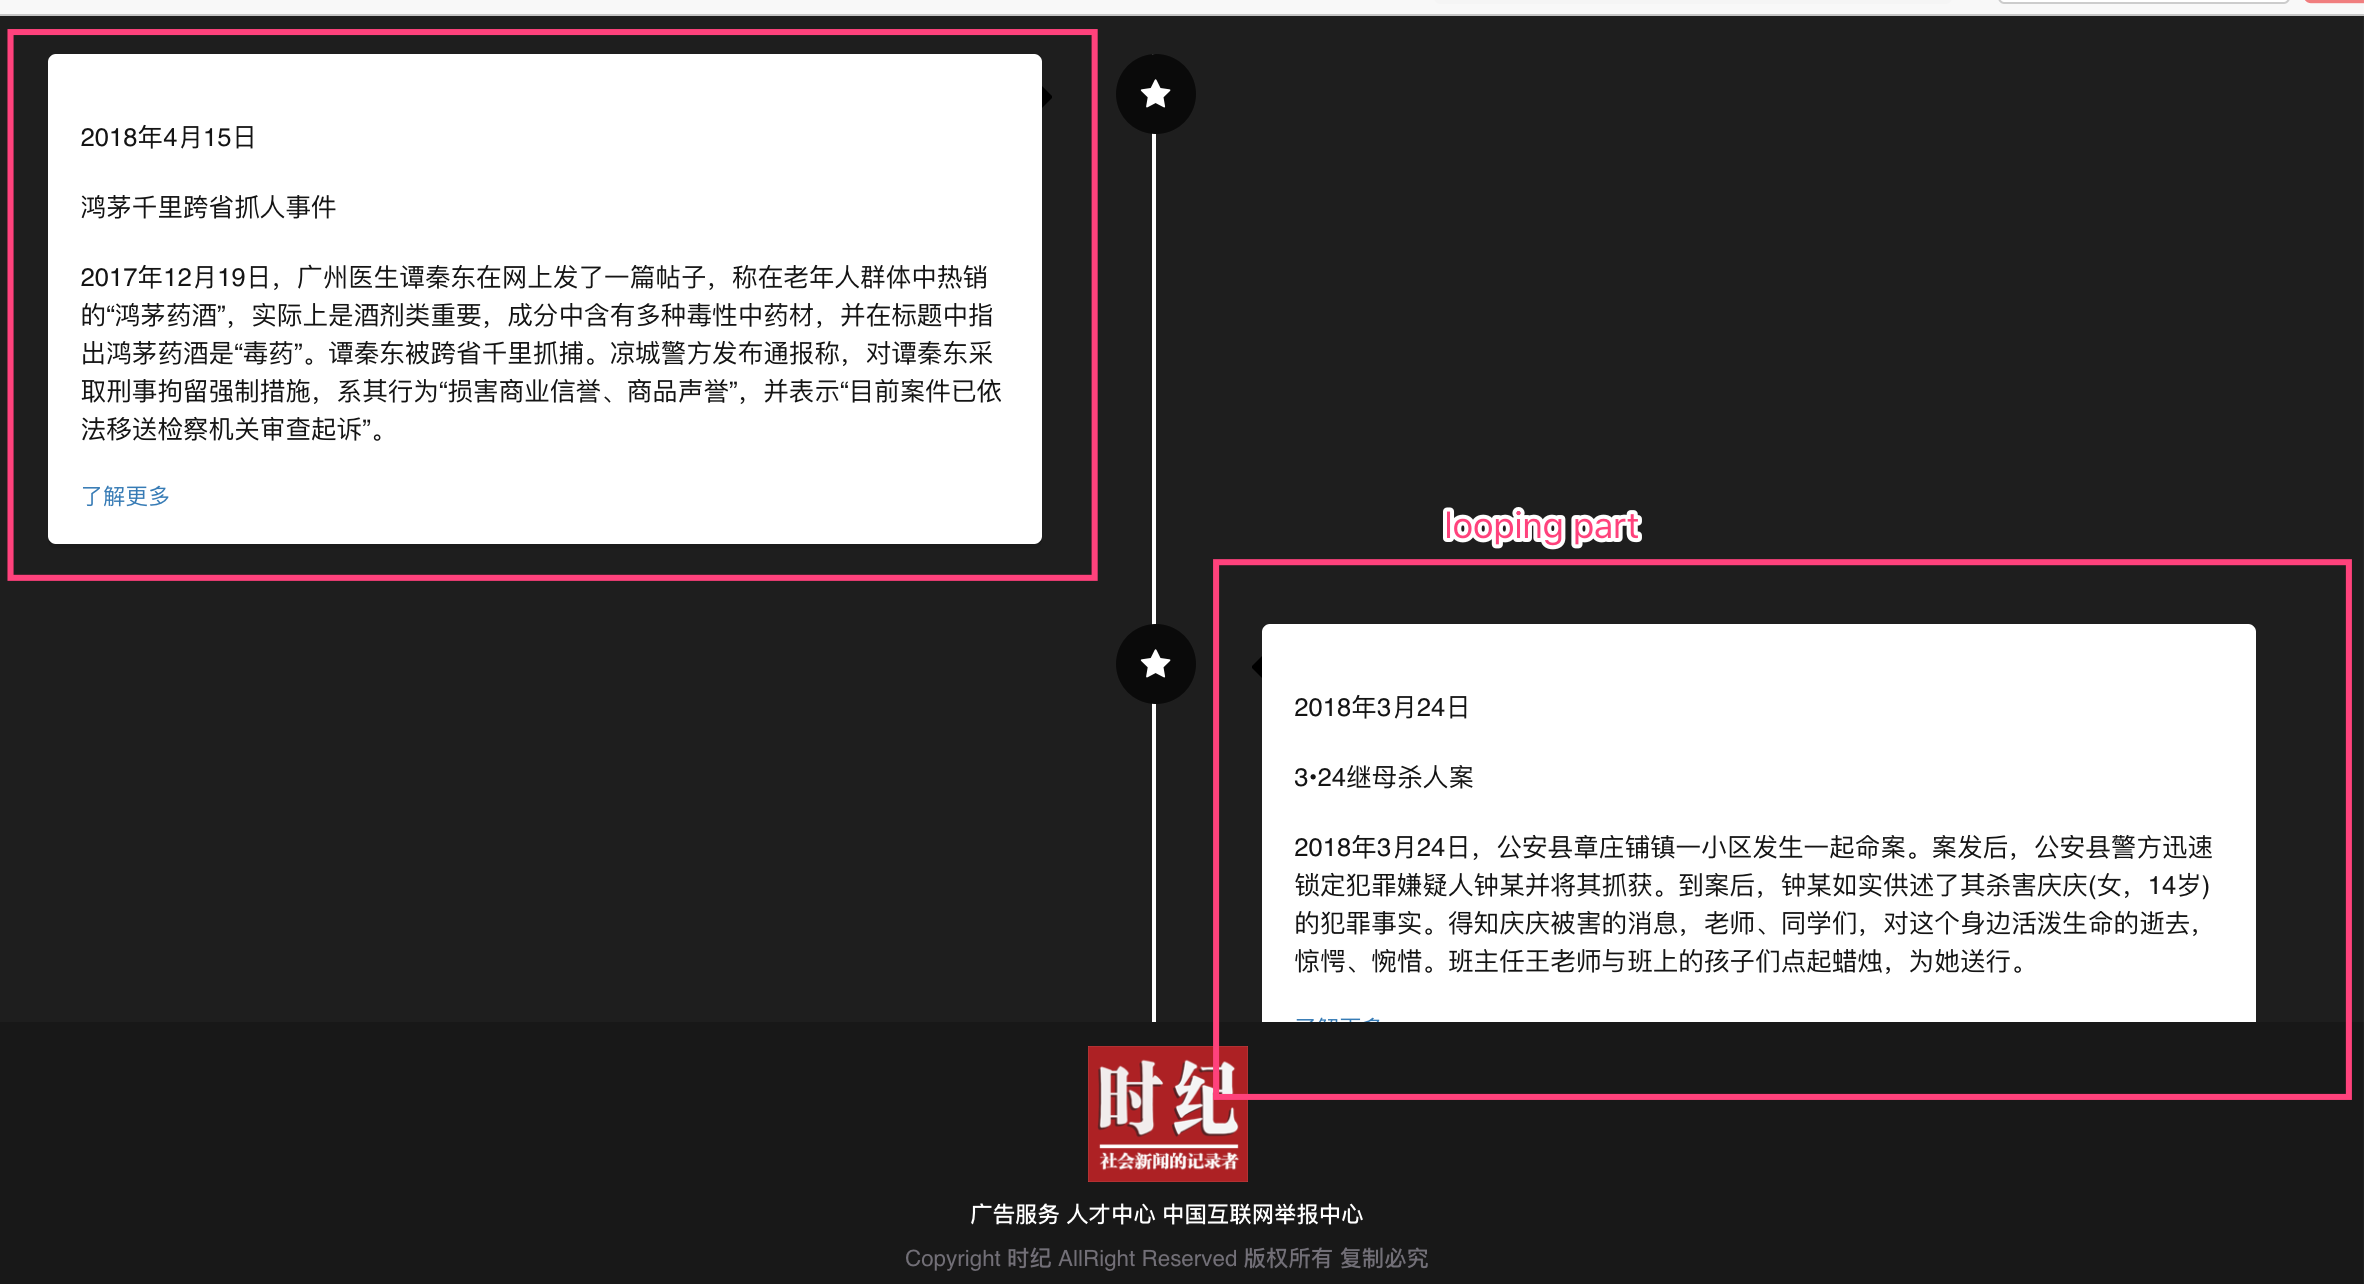 2018年4月15日
鸿茅千里跨省抓人事件
2017年12月19日，广州医生谭秦东在网上发了一篇帖子，称在老年人群体中热销
的“鸿茅药酒”，实际上是酒剂类重要，成分中含有多种毒性中药材，并在标题中指
出鸿茅药酒是“毒药”。谭秦东被跨省千里抓捕。凉城警方发布通报称，对谭秦东采
取刑事拘留强制措施，系其行为“损害商业信誉、商品声誉”，并表示“目前案件已依
法移送检察机关审查起诉”。
了解更多
looping part
2018年3月24日
3•24继母杀人案
2018年3月24日，公安县章庄铺镇一小区发生一起命案。案发后，公安县警方迅速
锁定犯罪嫌疑人钟某并将其抓获。到案后，钟某如实供述了其杀害庆庆(女，14岁)
的犯罪事实。得知庆庆被害的消息，老师、同学们，对这个身边活泼生命的逝去，
惊愕、惋惜。班主任王老师与班上的孩子们点起蜡烛，为她送行。
了解更多
时纪
社会新闻的记录者
广告服务 人才中心 中国互联网举报中心
Copyright 时纪 AllRight Reserved 版权所有 复制必究